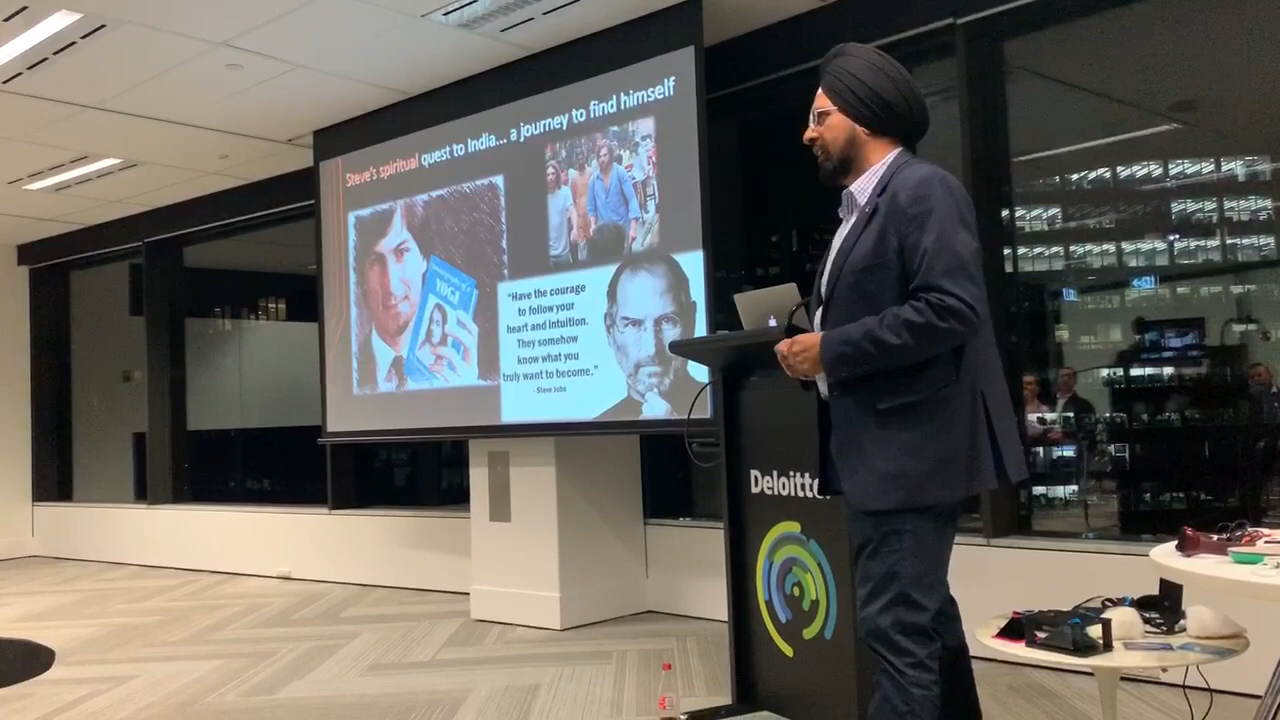 Steve's spiritual quest to India... a journey to find himself
YOGI
"Have the courage
to follow your
heart and intuition.
They somehow
know what you
truly want to become."
- Steve Jobs
Deloitte.